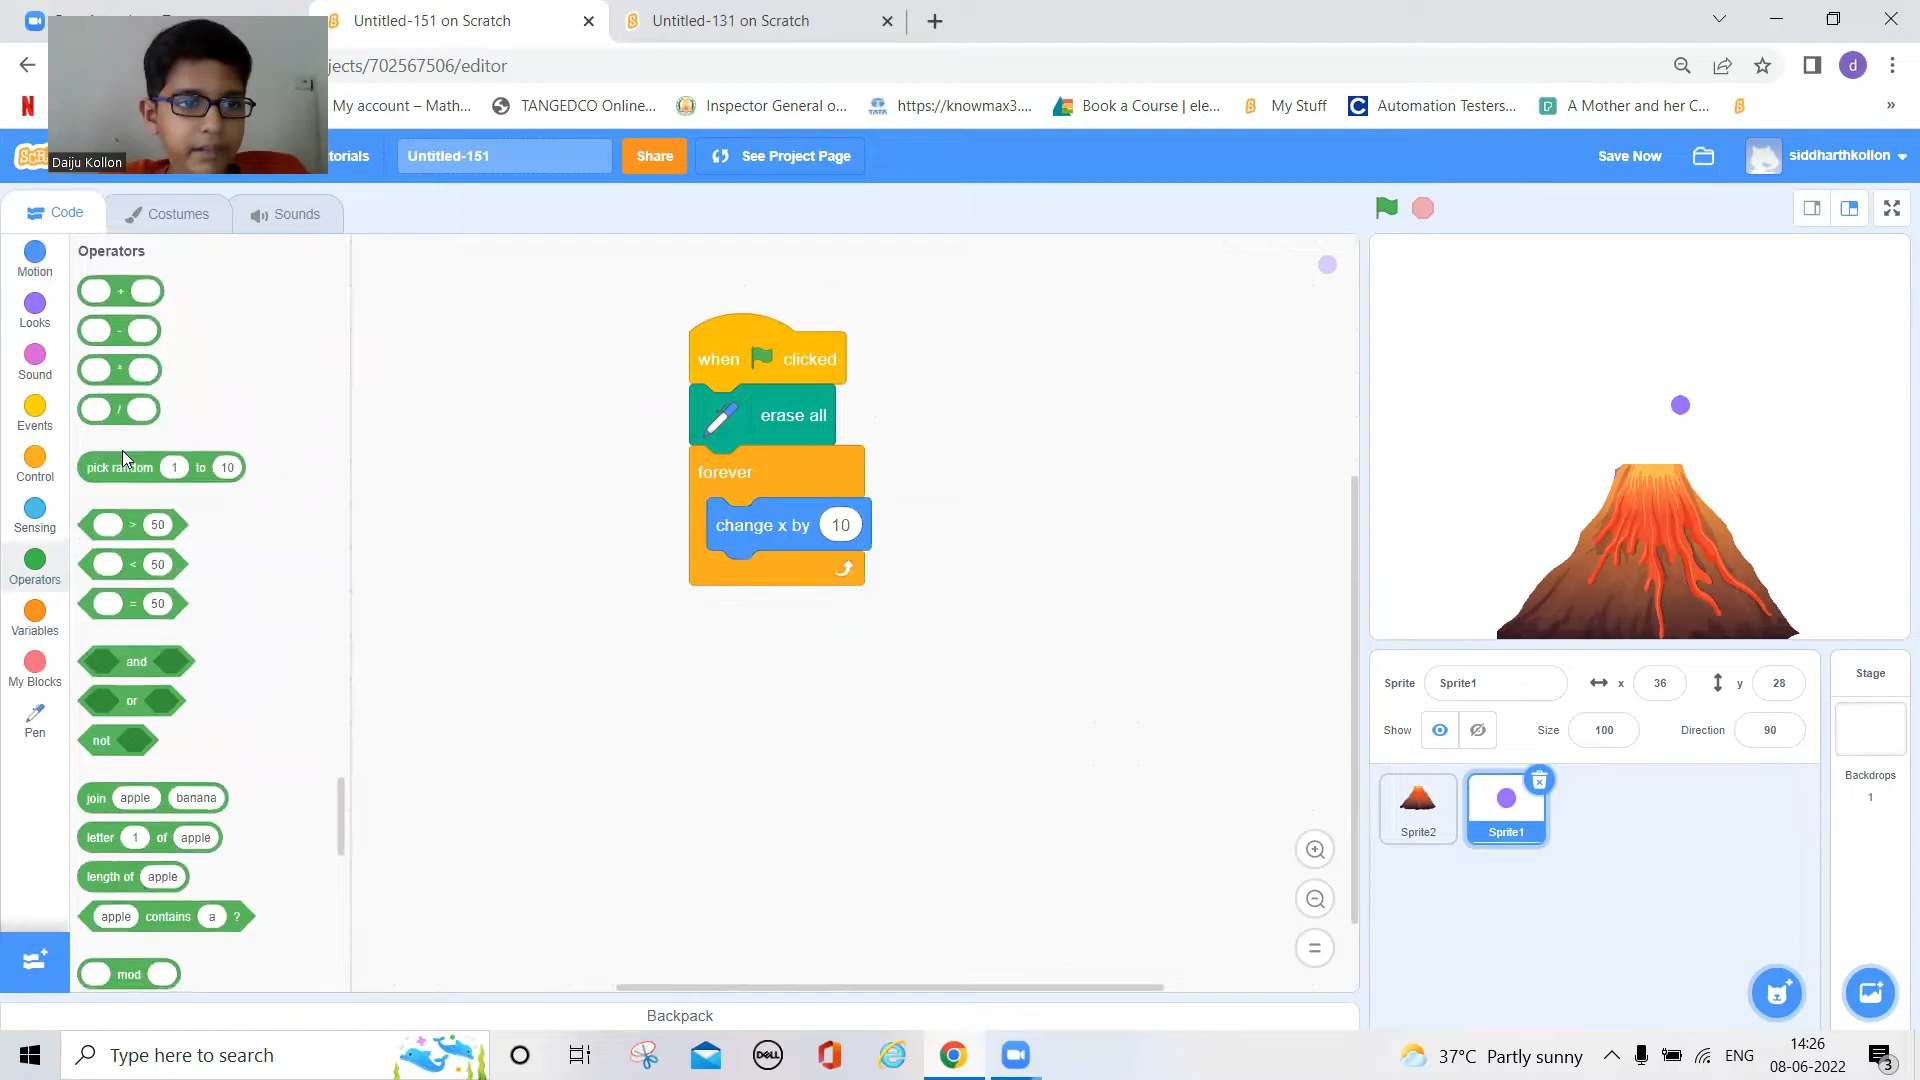 Untitled-151 on Scratch
Untitled-131 on Scratch
jects/702567506/editor
My account – Math...
TANGEDCO Online...
Inspector General o...
https://knowmax3....
TATA
Book a Course | ele...
My Stuff
Automation Testers...
A Mother and her C...
»
Daiju Kollon
torials
Untitled-151
Share
See Project Page
Save Now
siddharthkollon
Code
Costumes
Sounds
Motion
Looks
Sound
Events
Control
Sensing
Operators
Variables
My Blocks
Pen
Operators
+
-
*
/
pick random 1 to 10
> 50
< 50
= 50
and
or
not
join apple banana
letter 1 of apple
length of apple
apple contains a ?
mod
when clicked
erase all
forever
change x by 10
Sprite Sprite1 x 36 y 28
Show Size 100 Direction 90
Sprite2
Sprite1
Stage
Backdrops
1
Backpack
Type here to search
DELL
37°C Partly sunny
ENG
14:26
08-06-2022
3